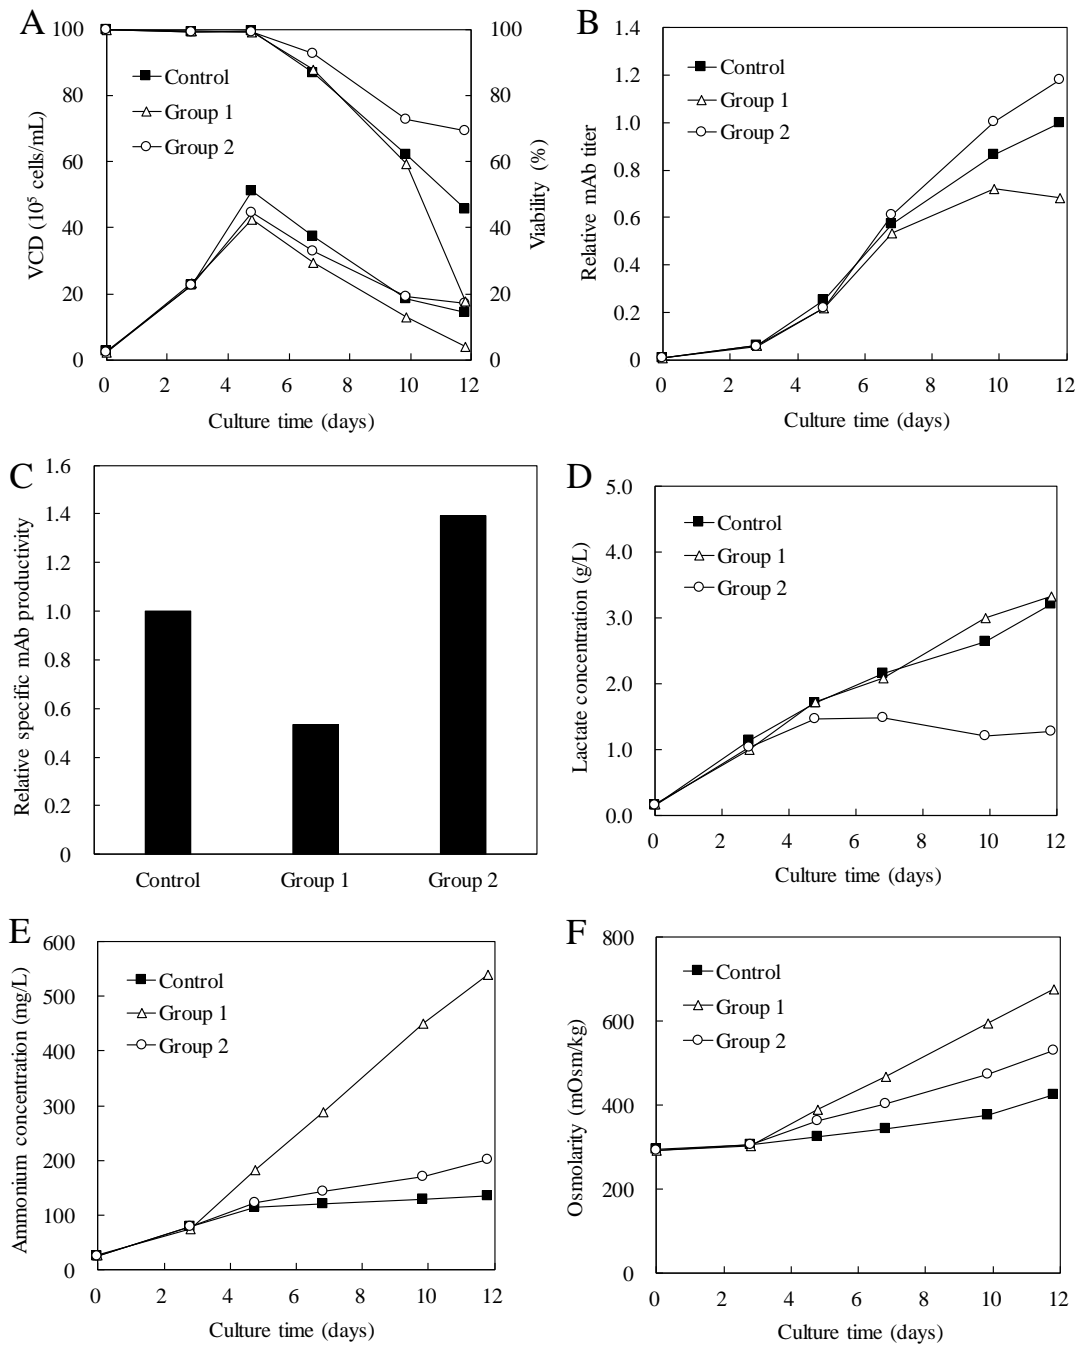 A
VCD (10⁵ cells/mL)
100
80
60
40
20
0
Control
Group 1
Group 2
100
80
60
40
20
0
Viability (%)
0 2 4 6 8 10 12
Culture time (days)
B
Relative mAb titer
1.4
1.2
1.0
0.8
0.6
0.4
0.2
0
Control
Group 1
Group 2
0 2 4 6 8 10 12
Culture time (days)
C
Relative specific mAb productivity
1.6
1.4
1.2
1.0
0.8
0.6
0.4
0.2
0
Control Group 1 Group 2
D
Lactate concentration (g/L)
5.0
4.0
3.0
2.0
1.0
0.0
Control
Group 1
Group 2
0 2 4 6 8 10 12
Culture time (days)
E
Ammonium concentration (mg/L)
600
500
400
300
200
100
0
Control
Group 1
Group 2
0 2 4 6 8 10 12
Culture time (days)
F
Osmolarity (mOsm/kg)
800
600
400
200
0
Control
Group 1
Group 2
0 2 4 6 8 10 12
Culture time (days)